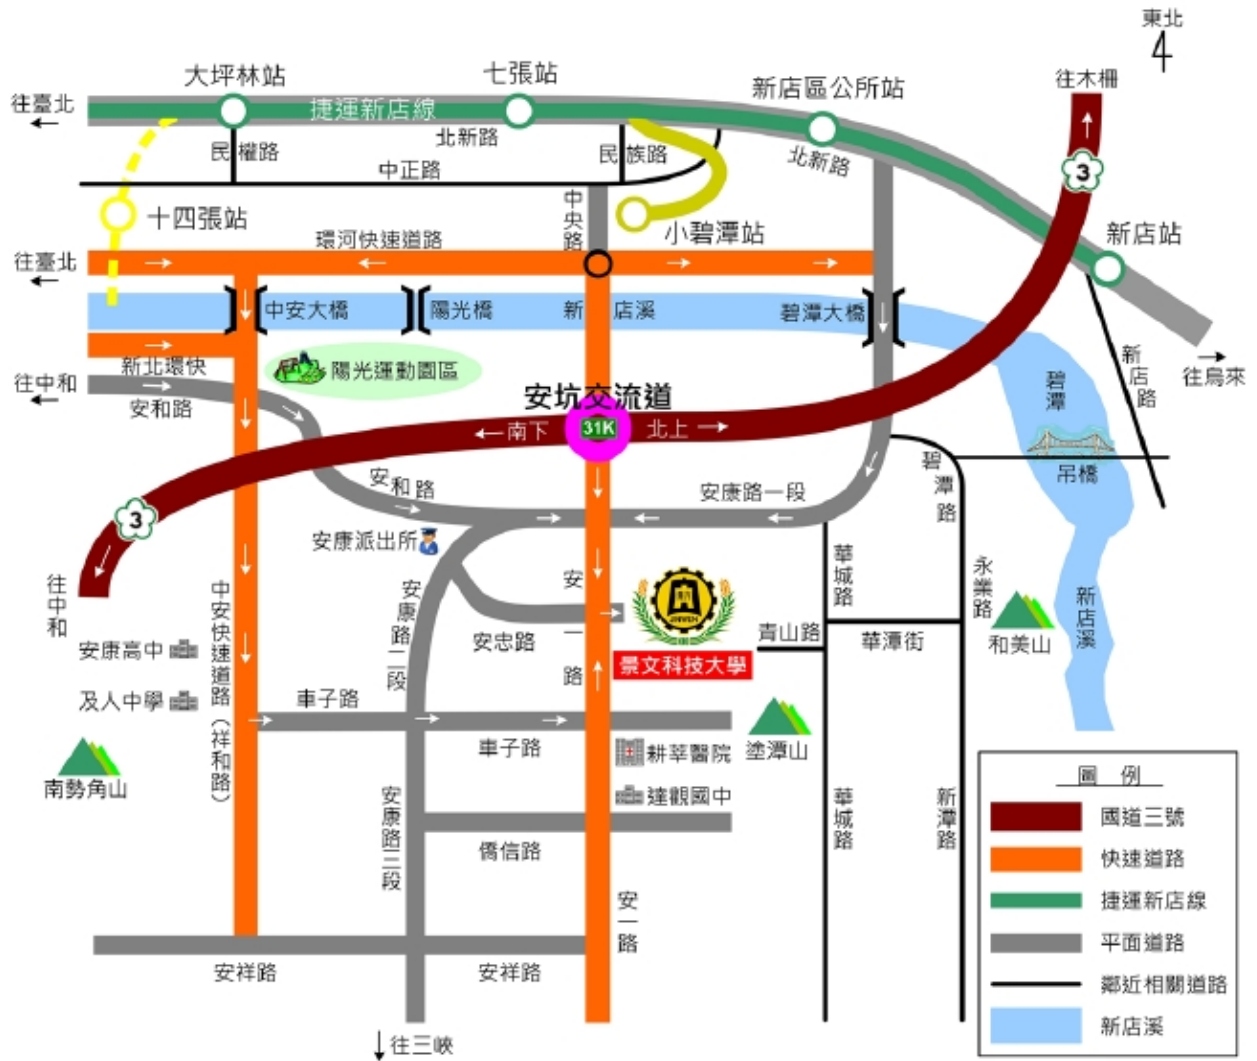 東北
往木柵
大坪林站
七張站
新店區公所站
往臺北
捷運新店線
北新路
北新路
民權路
民族路
中正路
3
十四張站
中央路
小碧潭站
新店站
環河快速道路
往臺北
中安大橋
陽光橋
新店溪
碧潭大橋
新北環快
陽光運動園區
往中和
安和路
安坑交流道
31K
南下
北上
碧潭
新店路
往烏來
吊橋
碧潭路
安和路
安康路一段
3
安康派出所
往中和
中安快速道路（祥和路）
安康路二段
安一路
安忠路
JINWEN
景文科技大學
華城路
青山路
華潭街
永業路
和美山
新店溪
安康高中
及人中學
車子路
車子路
南勢角山
耕莘醫院
塗潭山
達觀國中
安康路三段
僑信路
華城路
新潭路
安一路
安祥路
安祥路
往三峽
圖 例
國道三號
快速道路
捷運新店線
平面道路
鄰近相關道路
新店溪